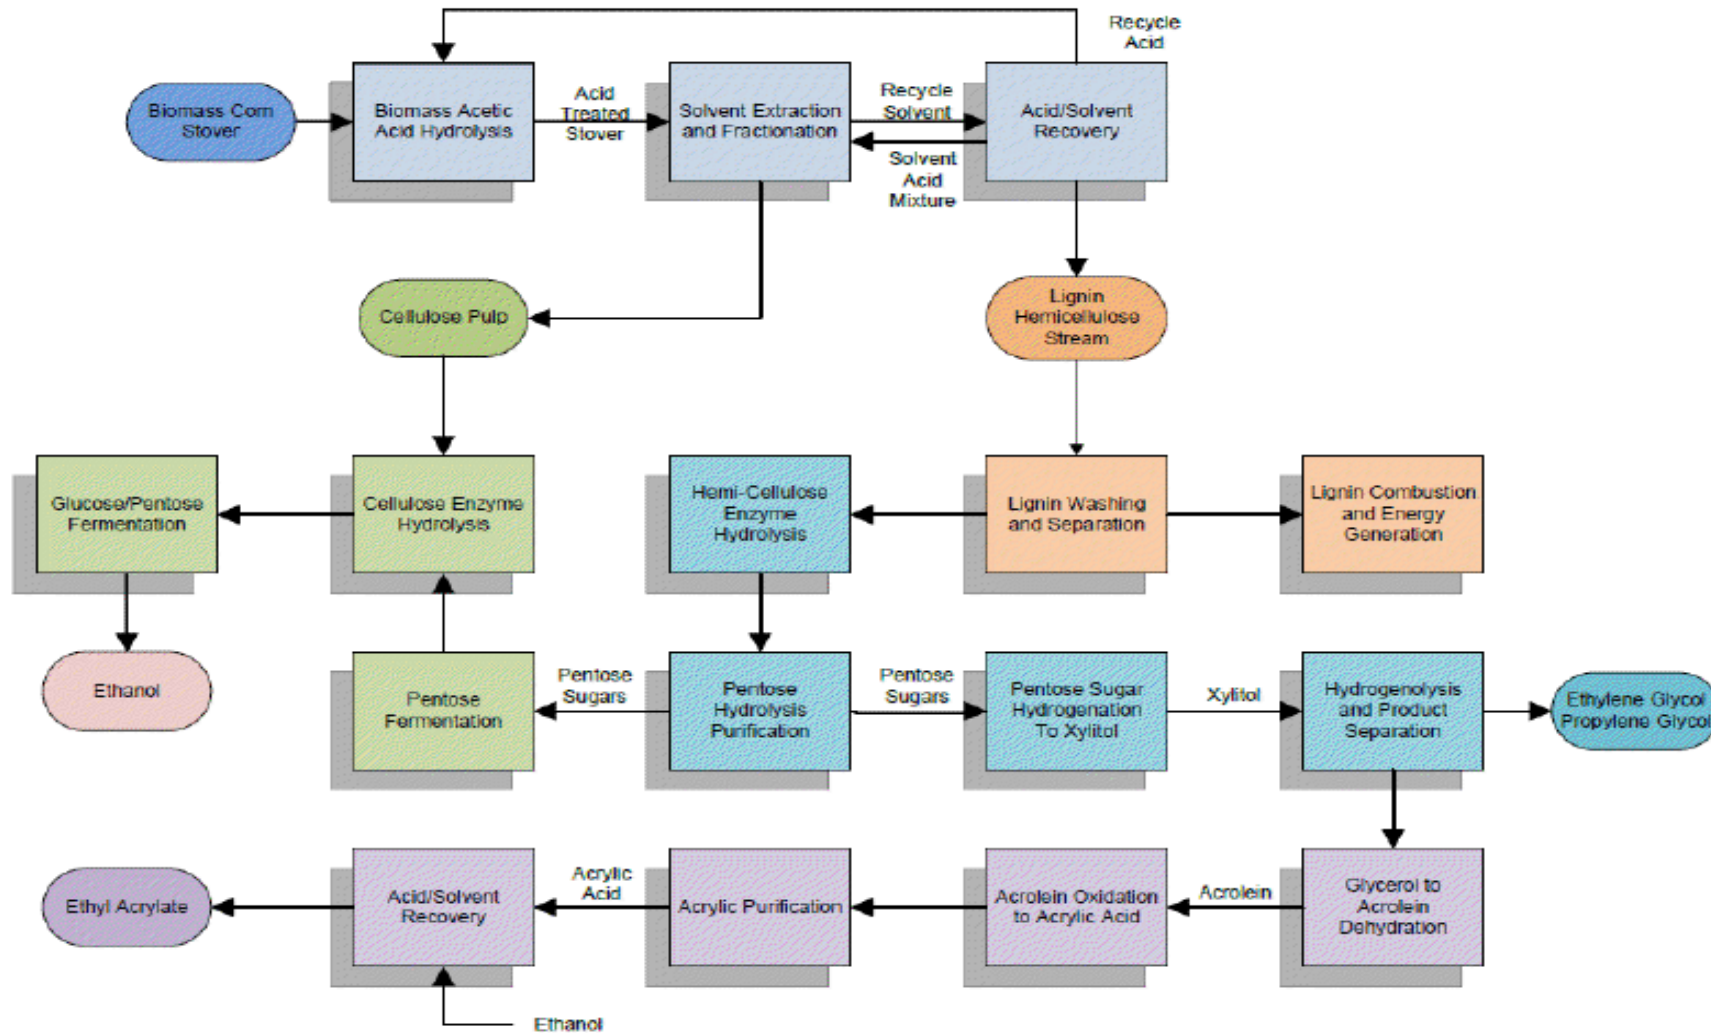 Recycle
Acid
Biomass Corn
Stover
Biomass Acetic
Acid Hydrolysis
Acid
Treated
Stover
Solvent Extraction
and Fractionation
Recycle
Solvent
Solvent
Acid
Mixture
Acid/Solvent
Recovery
Cellulose Pulp
Lignin
Hemicellulose
Stream
Glucose/Pentose
Fermentation
Cellulose Enzyme
Hydrolysis
Hemi-Cellulose
Enzyme
Hydrolysis
Lignin Washing
and Separation
Lignin Combustion
and Energy
Generation
Ethanol
Pentose
Fermentation
Pentose
Sugars
Pentose
Hydrolysis
Purification
Pentose
Sugars
Pentose Sugar
Hydrogenation
To Xylitol
Xylitol
Hydrogenolysis
and Product
Separation
Ethylene Glycol
Propylene Glycol
Ethyl Acrylate
Acid/Solvent
Recovery
Acrylic
Acid
Acrylic Purification
Acrolein Oxidation
to Acrylic Acid
Acrolein
Glycerol to
Acrolein
Dehydration
Ethanol